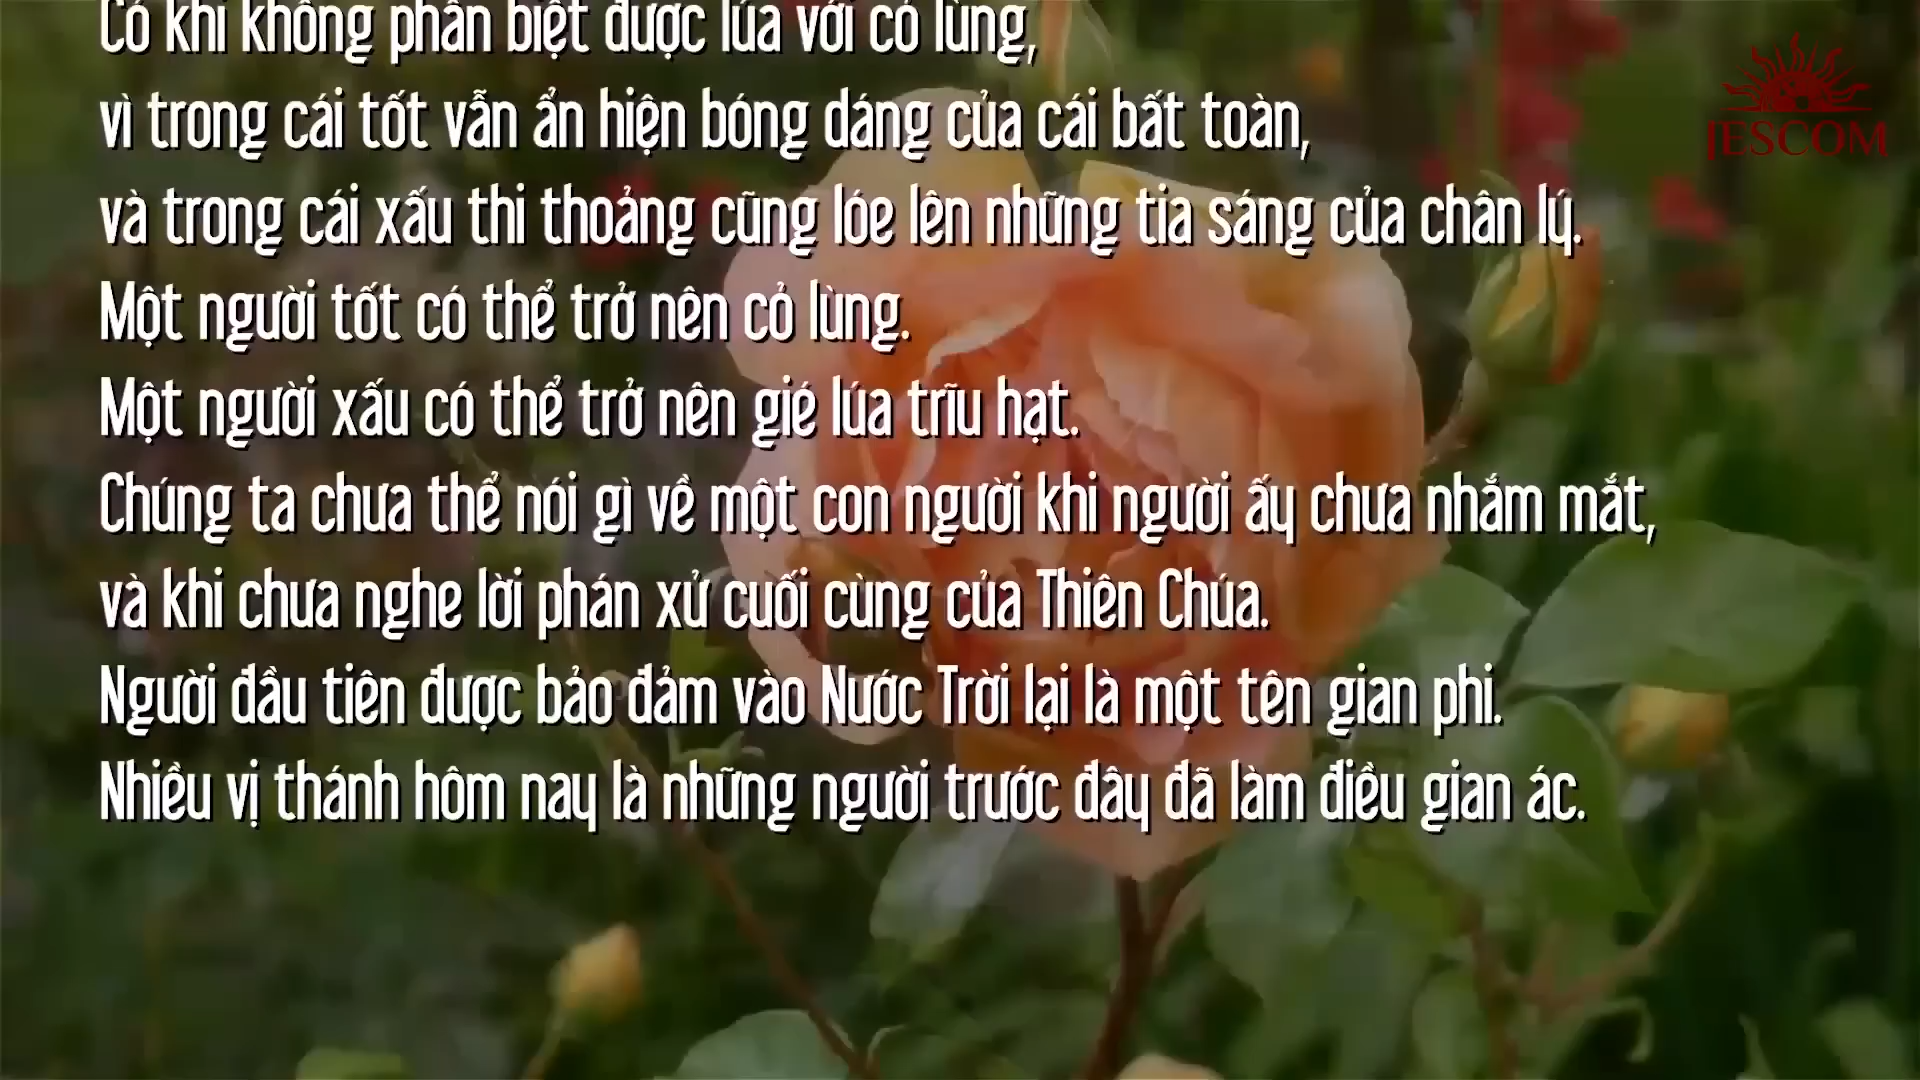 Có khi không phân biệt được lúa với cỏ lùng,
vì trong cái tốt vẫn ẩn hiện bóng dáng của cái bất toàn,
và trong cái xấu thi thoảng cũng lóe lên những tia sáng của chân lý.
Một người tốt có thể trở nên cỏ lùng.
Một người xấu có thể trở nên gié lúa trĩu hạt.
Chúng ta chưa thể nói gì về một con người khi người ấy chưa nhắm mắt,
và khi chưa nghe lời phán xử cuối cùng của Thiên Chúa.
Người đầu tiên được bảo đảm vào Nước Trời lại là một tên gian phi.
Nhiều vị thánh hôm nay là những người trước đây đã làm điều gian ác.
JESCOM